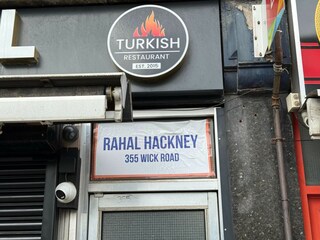 TURKISH
RESTAURANT
EST. 2015
RAHAL HACKNEY
355 WICK ROAD